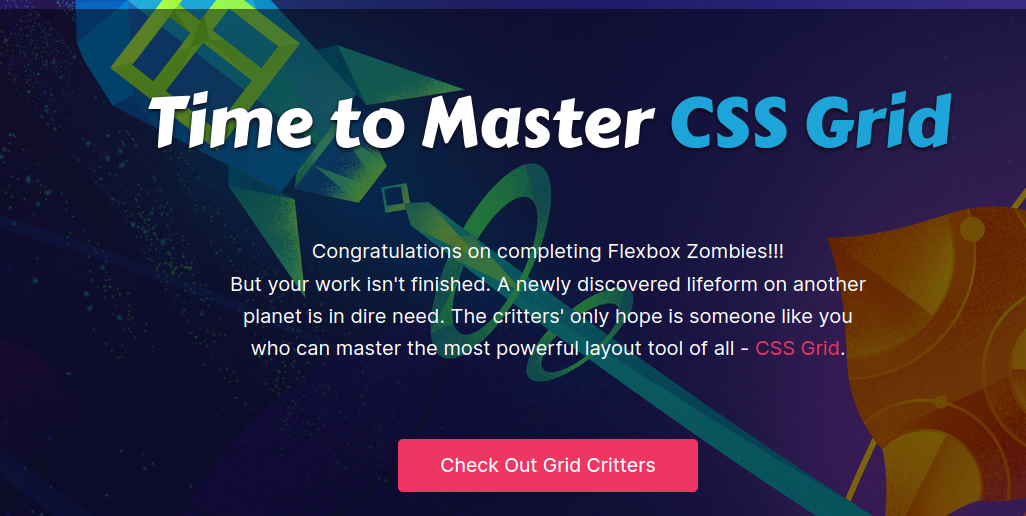 Time to Master CSS Grid
Congratulations on completing Flexbox Zombies!!!
But your work isn't finished. A newly discovered lifeform on another
planet is in dire need. The critters' only hope is someone like you
who can master the most powerful layout tool of all - CSS Grid.
Check Out Grid Critters